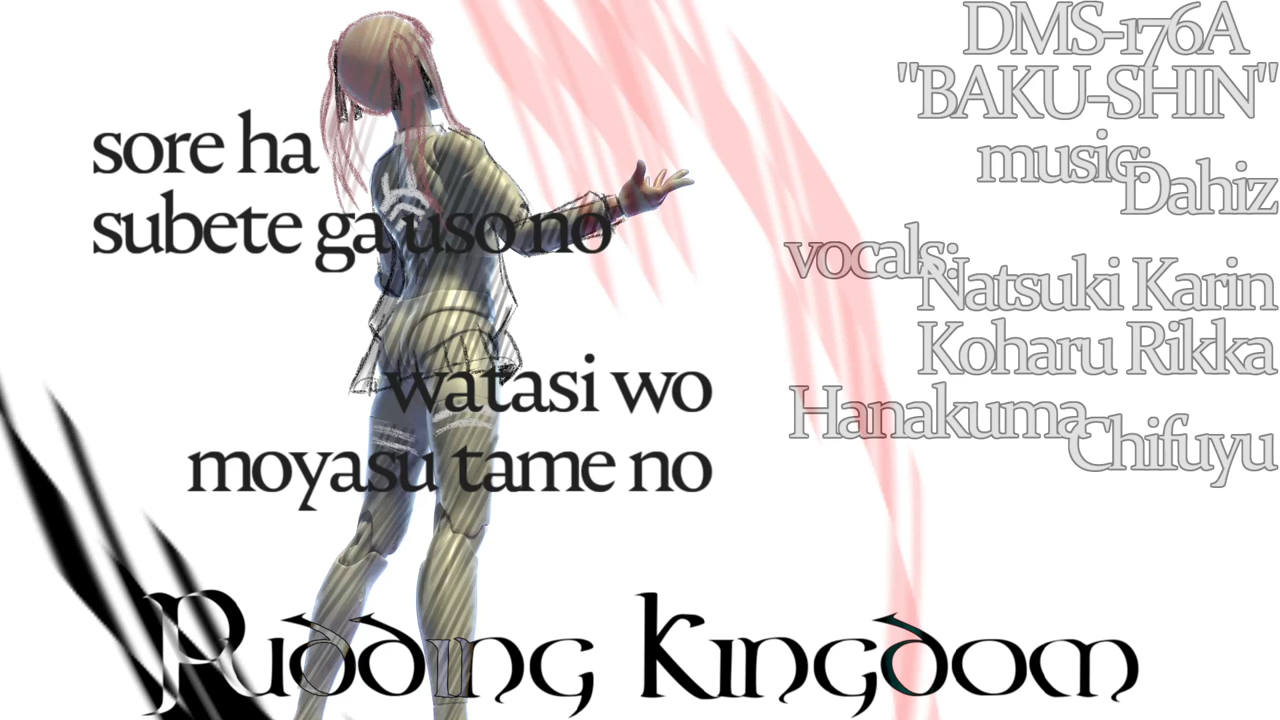 sore ha
subete ga uso no
watasi wo
moyasu tame no
Pudding Kingdom
DMS-176A
"BAKU-SHIN"
music:
Dahiz
vocals:
Natsuki Karin
Koharu Rikka
Hanakuma
Chifuyu